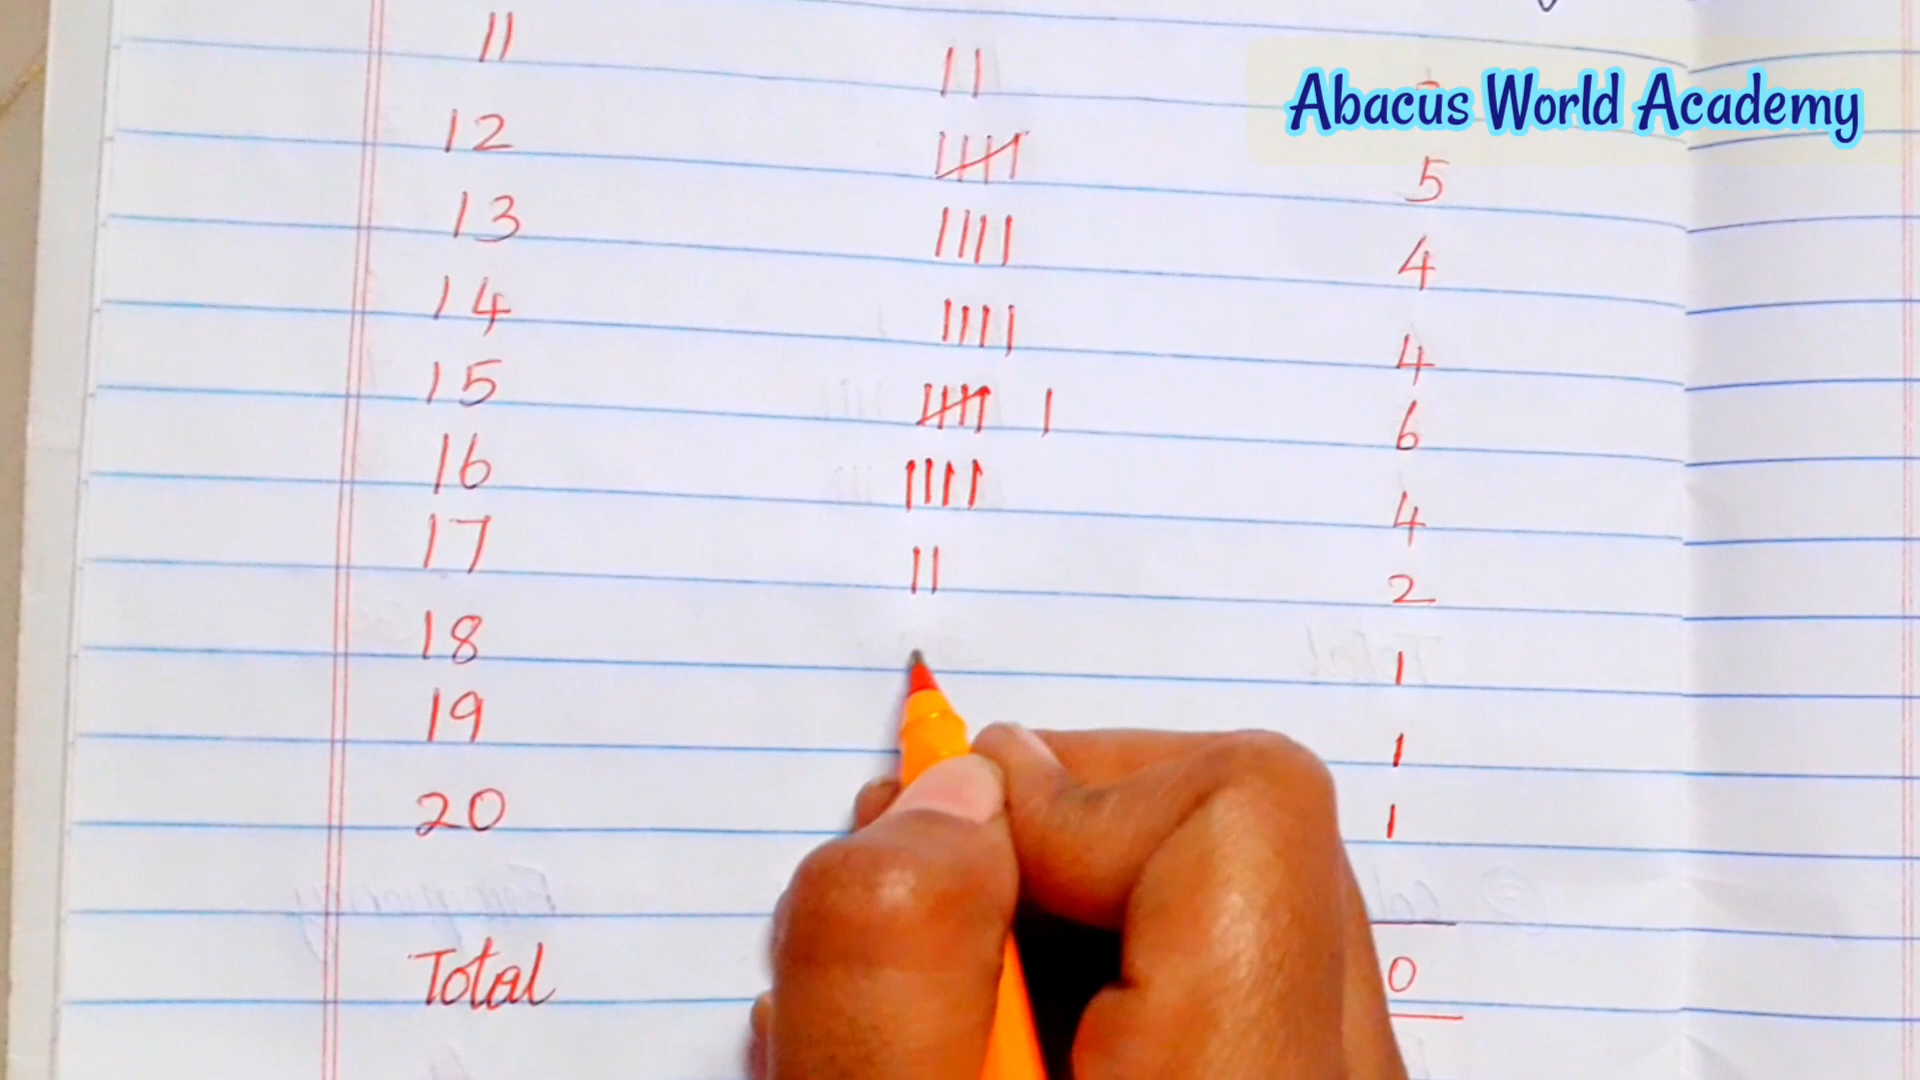 11 || Abacus World Academy
12 |||| 5
13 |||| 4
14 |||| 4
15 |||| | 6
16 |||| 4
17 || 2
18 1
19 1
20 1
Total 0